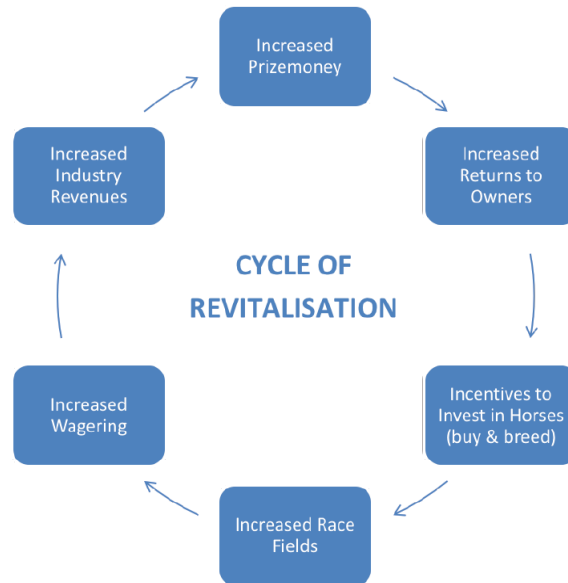 Increased
Prizemoney
Increased
Returns to
Owners
Incentives to
Invest in Horses
(buy & breed)
Increased Race
Fields
Increased
Wagering
Increased
Industry
Revenues
CYCLE OF
REVITALISATION